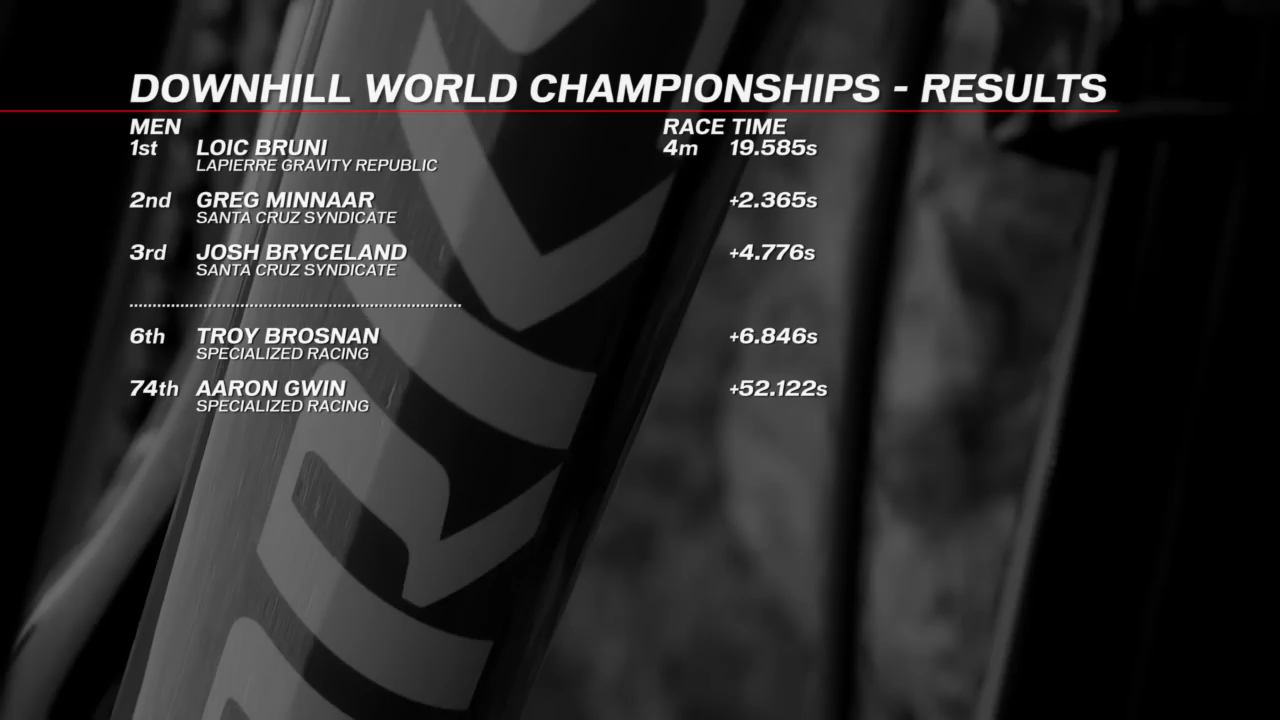 DOWNHILL WORLD CHAMPIONSHIPS - RESULTS
MEN RACE TIME
1st LOIC BRUNI 4m 19.585s
LAPIERRE GRAVITY REPUBLIC
2nd GREG MINNAAR +2.365s
SANTA CRUZ SYNDICATE
3rd JOSH BRYCELAND +4.776s
SANTA CRUZ SYNDICATE
6th TROY BROSNAN +6.846s
SPECIALIZED RACING
74th AARON GWIN +52.122s
SPECIALIZED RACING